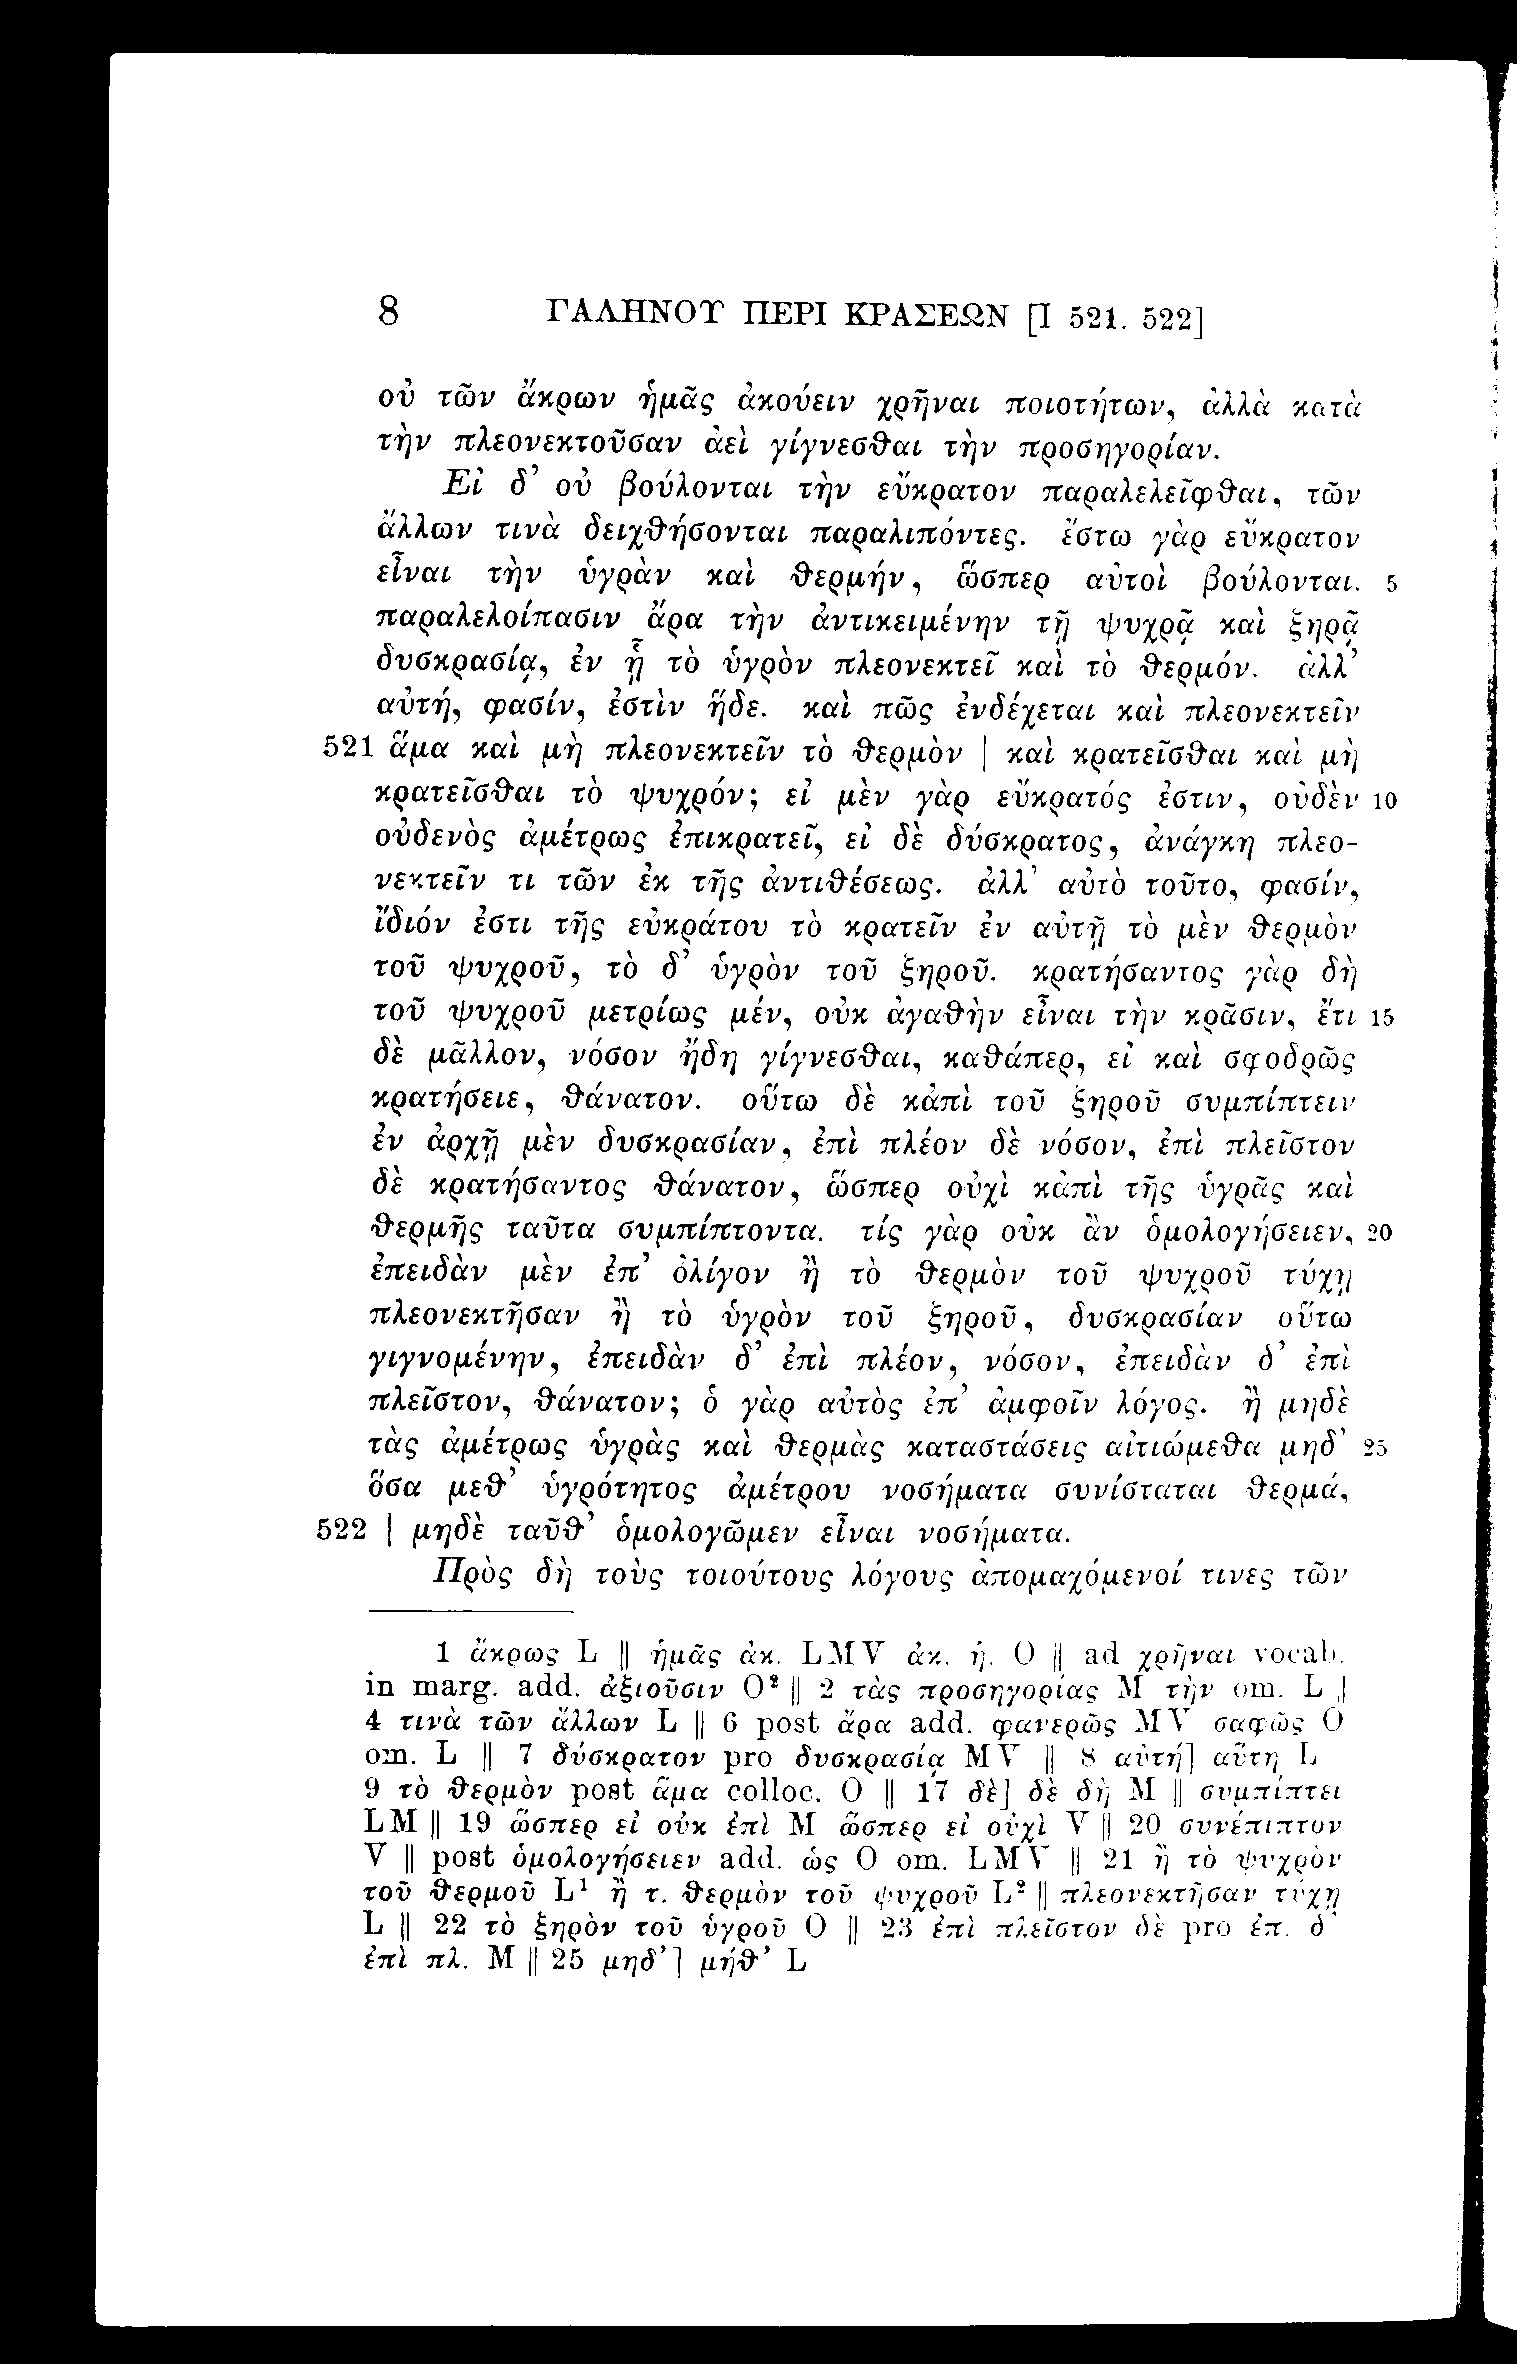 8 ΓΑΛΗΝΟΥ ΠΕΡΙ ΚΡΑΣΕΩΝ [I 521. 522]
οὐ τῶν ἄκρων ἡμᾶς ἀκούειν χρῆναι ποιοτήτων, ἀλλὰ κατὰ
τὴν πλεονεκτοῦσαν ἀεὶ γίγνεσθαι τὴν προσηγορίαν.
Εἰ δ’ οὐ βούλονται τὴν εὔκρατον παραλελεῖφθαι, τῶν
ἄλλων τινὰ δειχθήσονται παραλιπόντες. ἔστω γὰρ εὔκρατον
εἶναι τὴν ὑγρὰν καὶ θερμήν, ὥσπερ αὐτοὶ βούλονται. 5
παραλελοίπασιν ἄρα τὴν ἀντικειμένην τῇ ψυχρᾷ καὶ ξηρᾷ
δυσκρασίᾳ, ἐν ᾗ τὸ ὑγρὸν πλεονεκτεῖ καὶ τὸ θερμόν. ἀλλ’
αὐτή, φασίν, ἐστὶν ἥδε. καὶ πῶς ἐνδέχεται καὶ πλεονεκτεῖν
521 ἅμα καὶ μὴ πλεονεκτεῖν τὸ θερμὸν | καὶ κρατεῖσθαι καὶ μὴ
κρατεῖσθαι τὸ ψυχρόν; εἰ μὲν γὰρ εὔκρατός ἐστιν, οὐδὲν 10
οὐδενὸς ἀμέτρως ἐπικρατεῖ, εἰ δὲ δύσκρατος, ἀνάγκη πλεο-
νεκτεῖν τι τῶν ἐκ τῆς ἀντιθέσεως. ἀλλ’ αὐτὸ τοῦτο, φασίν,
ἴδιόν ἐστι τῆς εὐκράτου τὸ κρατεῖν ἐν αὐτῇ τὸ μὲν θερμὸν
τοῦ ψυχροῦ, τὸ δ’ ὑγρὸν τοῦ ξηροῦ. κρατήσαντος γὰρ δὴ
τοῦ ψυχροῦ μετρίως μέν, οὐκ ἀγαθὴν εἶναι τὴν κρᾶσιν, ἔτι 15
δὲ μᾶλλον, νόσον ἤδη γίγνεσθαι, καθάπερ, εἰ καὶ σφοδρῶς
κρατήσειε, θάνατον. οὕτω δὲ κἀπὶ τοῦ ξηροῦ συμπίπτειν
ἐν ἀρχῇ μὲν δυσκρασίαν, ἐπὶ πλέον δὲ νόσον, ἐπὶ πλεῖστον
δὲ κρατήσαντος θάνατον, ὥσπερ οὐχὶ κἀπὶ τῆς ὑγρᾶς καὶ
θερμῆς ταῦτα συμπίπτοντα. τίς γὰρ οὐκ ἂν ὁμολογήσειεν, 20
ἐπειδὰν μὲν ἐπ’ ὀλίγον ἢ τὸ θερμὸν τοῦ ψυχροῦ τύχῃ
πλεονεκτῆσαν ἢ τὸ ὑγρὸν τοῦ ξηροῦ, δυσκρασίαν οὕτω
γιγνομένην, ἐπειδὰν δ’ ἐπὶ πλέον, νόσον, ἐπειδὰν δ’ ἐπὶ
πλεῖστον, θάνατον; ὁ γὰρ αὐτὸς ἐπ’ ἀμφοῖν λόγος. ἢ μηδὲ
τὰς ἀμέτρως ὑγρὰς καὶ θερμὰς καταστάσεις αἰτιώμεθα μηδ’ 25
ὅσα μεθ’ ὑγρότητος ἀμέτρου νοσήματα συνίσταται θερμά,
522 | μηδὲ ταῦθ’ ὁμολογῶμεν εἶναι νοσήματα.
Πρὸς δὴ τοὺς τοιούτους λόγους ἀπομαχόμενοί τινες τῶν
1 ἄκρως L || ἡμᾶς ἀκ. LMV ἀκ. ἡ. O || ad χρῆναι vocab.
in marg. add. ἀξιοῦσιν O² || 2 τὰς προσηγορίας M τὴν om. L ||
4 τινὰ τῶν ἄλλων L || 6 post ἄρα add. φανερῶς MV σαφῶς O
om. L || 7 δύσκρατον pro δυσκρασίᾳ MV || 8 αὐτή] αὕτη L
9 τὸ θερμὸν post ἅμα colloc. O || 17 δὲ] δὲ δὴ M || συμπίπτει
LM || 19 ὥσπερ εἰ οὐκ ἐπὶ M ὥσπερ εἰ οὐχὶ V || 20 συνέπιπτον
V || post ὁμολογήσειεν add. ὡς O om. LMV || 21 ἢ τὸ ψυχρὸν
τοῦ θερμοῦ L¹ ἢ τ. θερμὸν τοῦ ψυχροῦ L² || πλεονεκτῆσαν τύχῃ
L || 22 τὸ ξηρὸν τοῦ ὑγροῦ O || 23 ἐπὶ πλεῖστον δὲ pro ἐπ. δ’
ἐπὶ πλ. M || 25 μηδ’] μήθ’ L